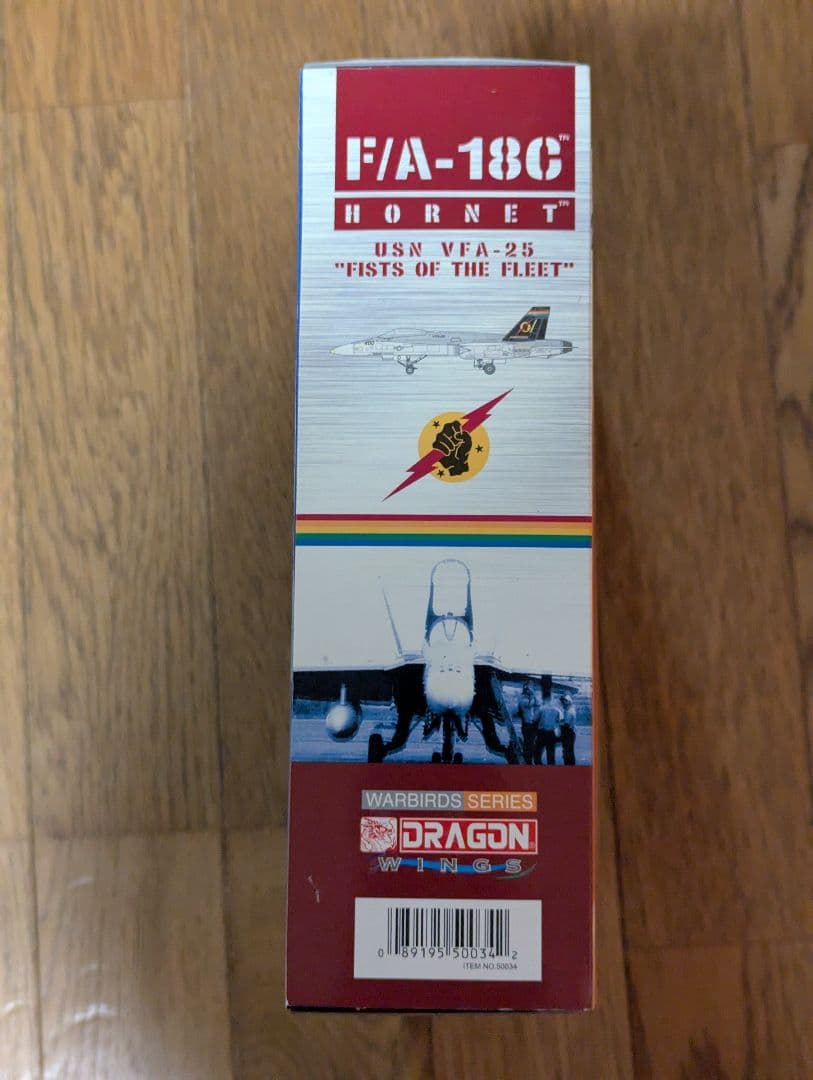 F/A-18C™
HORNET™
USN VFA-25
"FISTS OF THE FLEET"
400
WARBIRDS SERIES
DRAGON®
WINGS
0 89195 50034 2
ITEM NO.50034